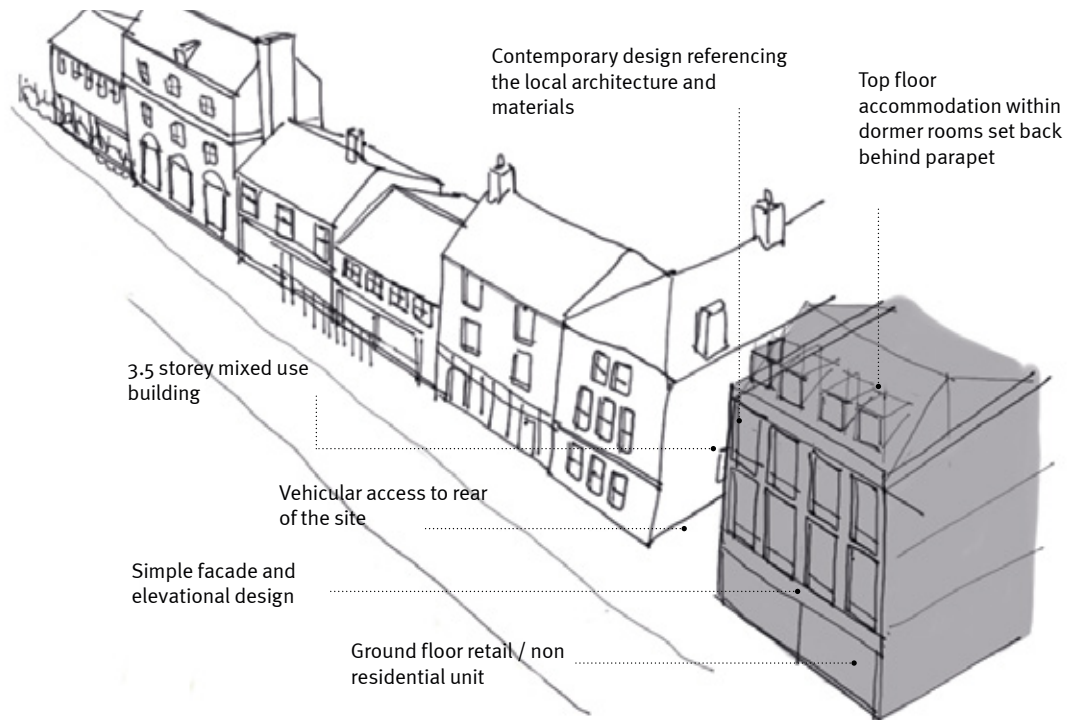 Contemporary design referencing
the local architecture and
materials
Top floor
accommodation within
dormer rooms set back
behind parapet
3.5 storey mixed use
building
Vehicular access to rear
of the site
Simple facade and
elevational design
Ground floor retail / non
residential unit